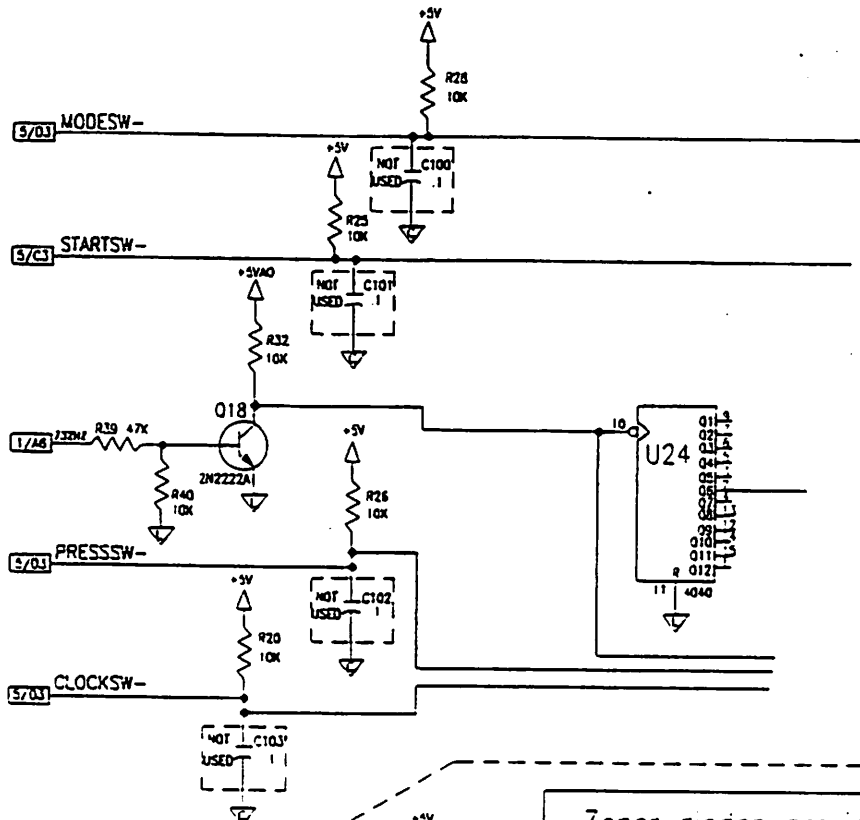 +5V
R28
10K
5/D3 MODESW-
+5V
NOT USED
C100
.1
R25
10K
5/C3 STARTSW-
+5VAO
NOT USED
C101
.1
R32
10K
Q18
10
U24
Q1
Q2
Q3
Q4
Q5
Q6
Q7
Q8
Q9
Q10
Q11
Q12
R
11
4040
1/A6
R39 47K
2N2222A
R40
10K
+5V
R26
10K
5/D3 PRESSSW-
+5V
NOT USED
C102
.1
R20
10K
5/D3 CLOCKSW-
NOT USED
C103
.1
+5V